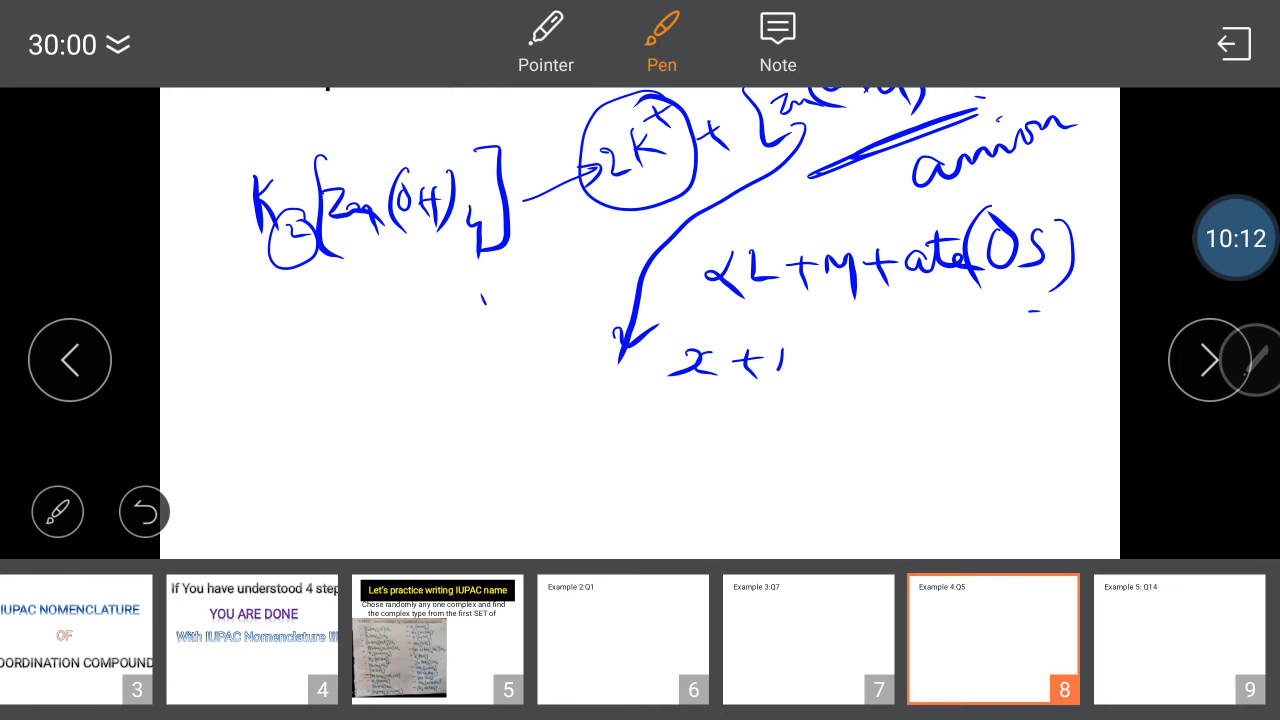 30:00
Pointer
Pen
Note
K2[Zn(OH)4] → 2K+ + [Zn(
anion
αL + M + ate(OS)
x + 1
10:12
IUPAC NOMENCLATURE
OF
OORDINATION COMPOUND
3
If You have understood 4 step
YOU ARE DONE
With IUPAC Nomenclature !!!
4
Let's practice writing IUPAC name
Chose randomly any one complex and find
the complex type from the first SET of
5
Example 2:Q1
6
Example 3:Q7
7
Example 4:Q5
8
Example 5: Q14
9